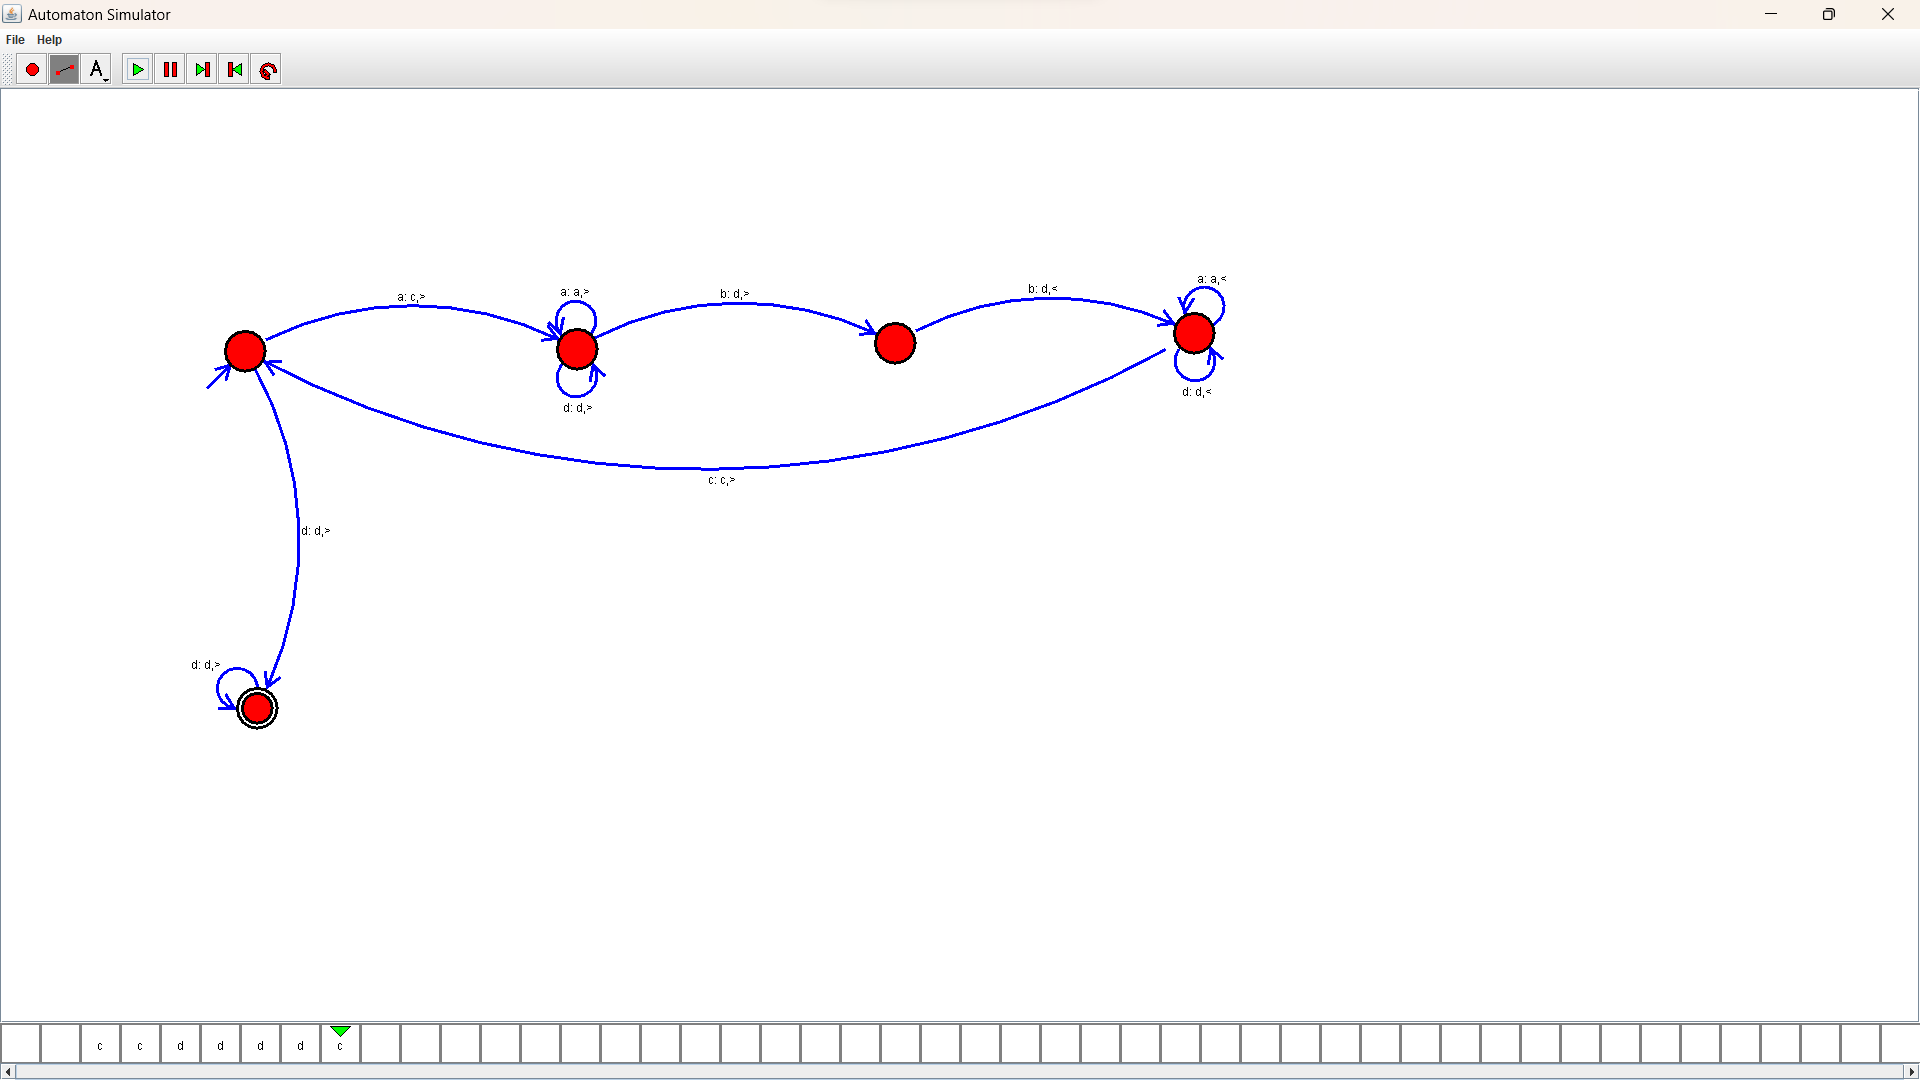 Automaton Simulator
File Help
A
a: a,<
b: d,<
a: a,>
b: d,>
a: c,>
d: d,<
d: d,>
c: c,>
d: d,>
d: d,>
c c d d d d c